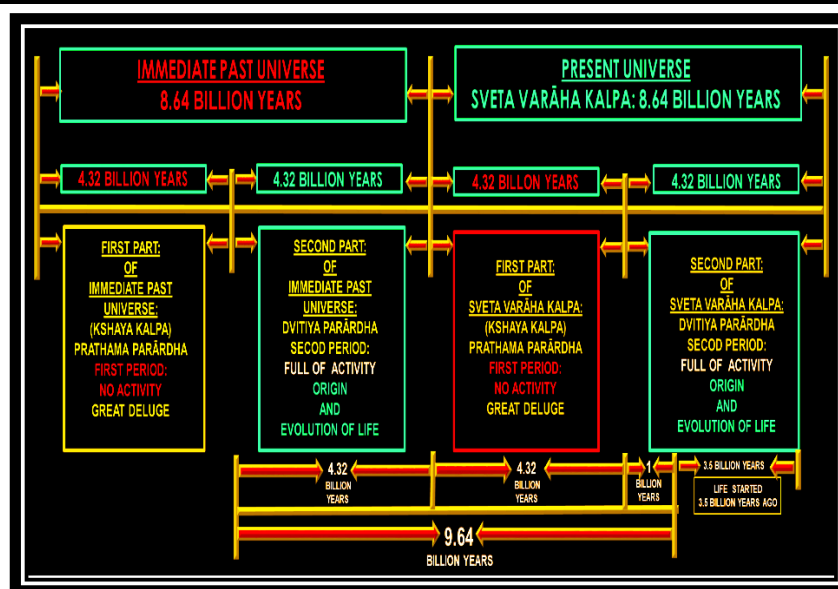 IMMEDIATE PAST UNIVERSE
8.64 BILLION YEARS
PRESENT UNIVERSE
SVETA VARĀHA KALPA: 8.64 BILLION YEARS
4.32 BILLION YEARS
4.32 BILLION YEARS
4.32 BILLON YEARS
4.32 BILLION YEARS
FIRST PART:
OF
IMMEDIATE PAST
UNIVERSE:
(KSHAYA KALPA)
PRATHAMA PARĀRDHA
FIRST PERIOD:
NO ACTIVITY
GREAT DELUGE
SECOND PART:
OF
IMMEDIATE PAST
UNIVERSE:
DVITIYA PARĀRDHA
SECOD PERIOD:
FULL OF ACTIVITY
ORIGIN
AND
EVOLUTION OF LIFE
FIRST PART:
OF
SVETA VARĀHA KALPA:
(KSHAYA KALPA)
PRATHAMA PARĀRDHA
FIRST PERIOD:
NO ACTIVITY
GREAT DELUGE
SECOND PART:
OF
SVETA VARĀHA KALPA:
DVITIYA PARĀRDHA
SECOD PERIOD:
FULL OF ACTIVITY
ORIGIN
AND
EVOLUTION OF LIFE
4.32
BILLION
YEARS
4.32
BILLION
YEARS
1
BILLION
YEARS
3.5 BILLION YEARS
LIFE STARTED
3.5 BILLION YEARS AGO
9.64
BILLION YEARS